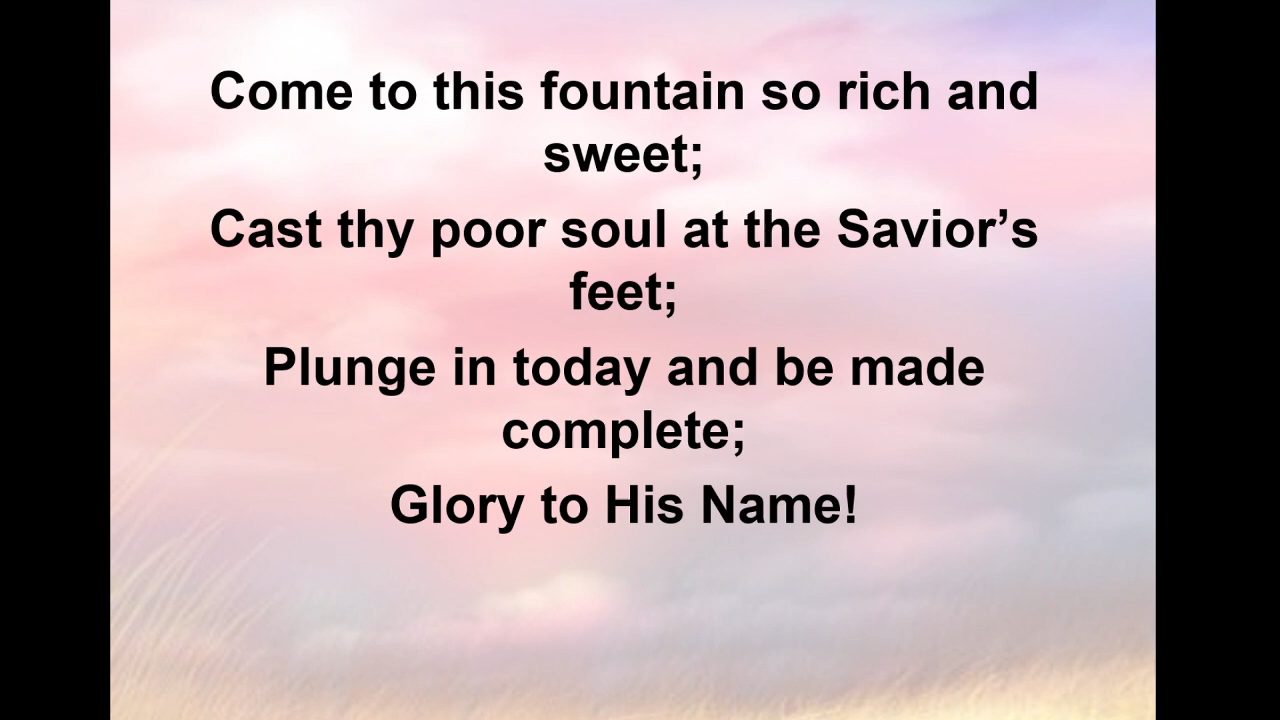 Come to this fountain so rich and
sweet;
Cast thy poor soul at the Savior’s
feet;
Plunge in today and be made
complete;
Glory to His Name!